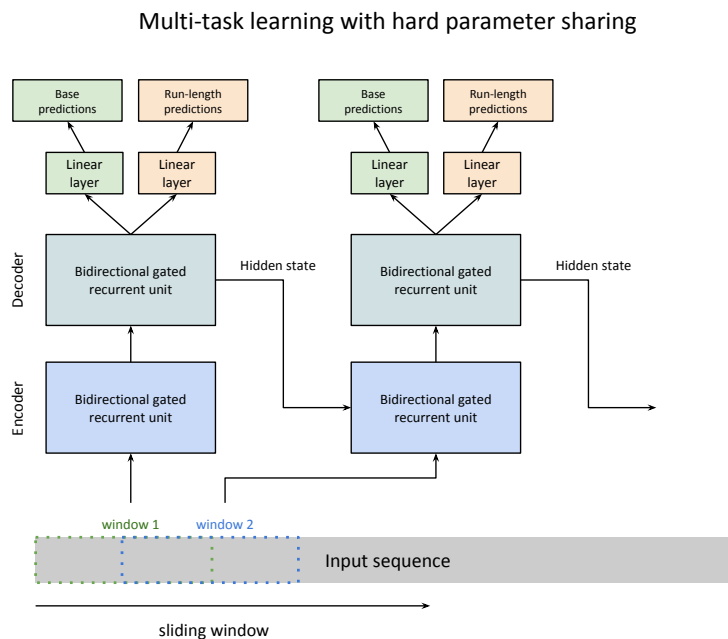 Multi-task learning with hard parameter sharing
Base
predictions
Run-length
predictions
Base
predictions
Run-length
predictions
Linear
layer
Linear
layer
Linear
layer
Linear
layer
Decoder
Bidirectional gated
recurrent unit
Hidden state
Bidirectional gated
recurrent unit
Hidden state
Encoder
Bidirectional gated
recurrent unit
Bidirectional gated
recurrent unit
window 1
window 2
Input sequence
sliding window